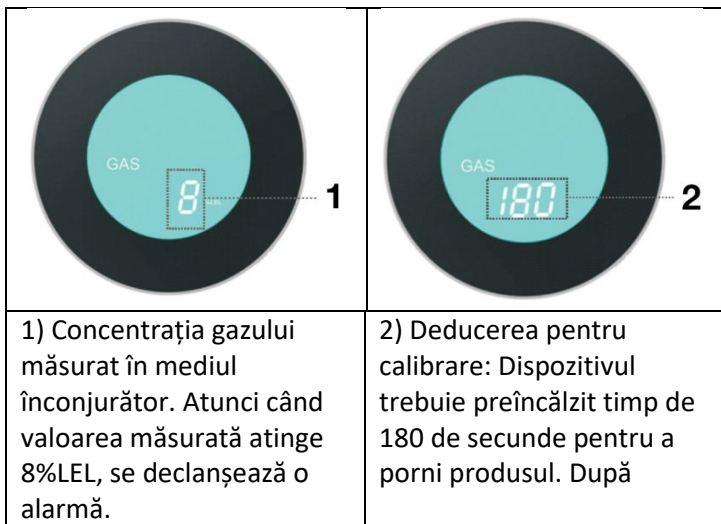 GAS
8
%LEL
1
GAS
180
2
1) Concentrația gazului
măsurat în mediul
înconjurător. Atunci când
valoarea măsurată atinge
8%LEL, se declanșează o
alarmă.
2) Deducerea pentru
calibrare: Dispozitivul
trebuie preîncălzit timp de
180 de secunde pentru a
porni produsul. După